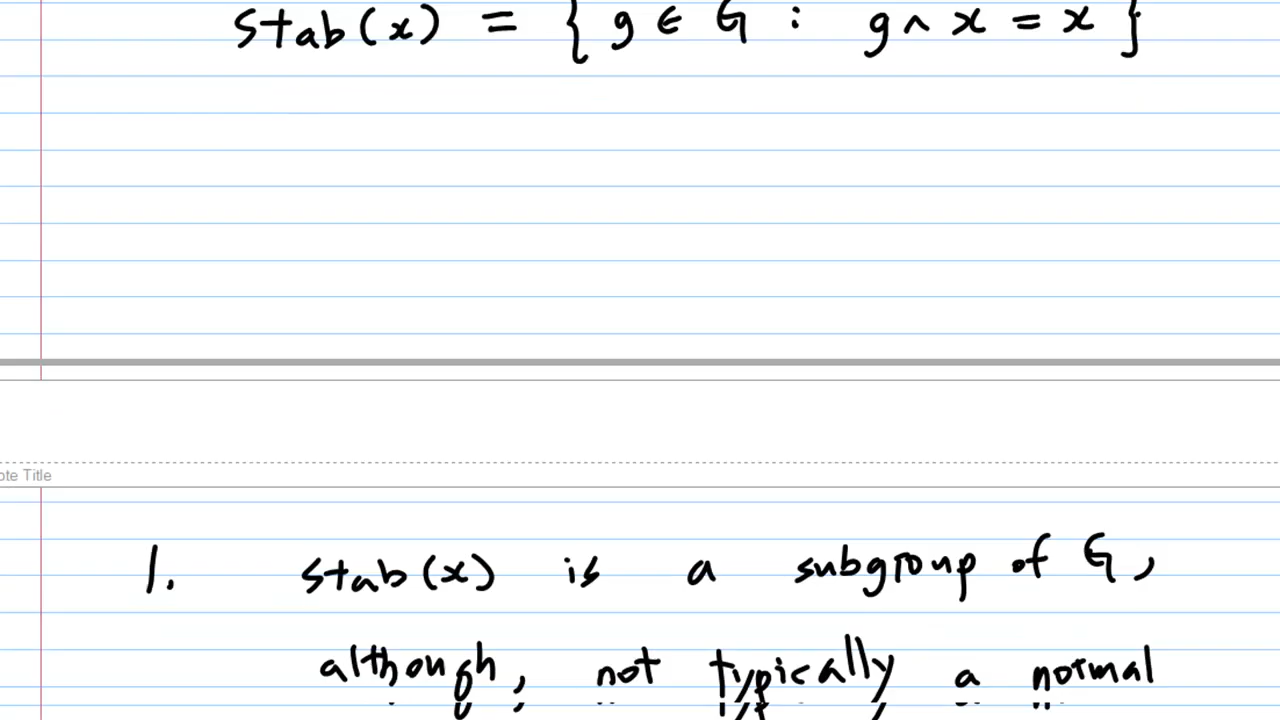 stab(x) = { g ∈ G : g ^ x = x }
ote Title
1. stab(x) is a subgroup of G,
although, not typically a normal